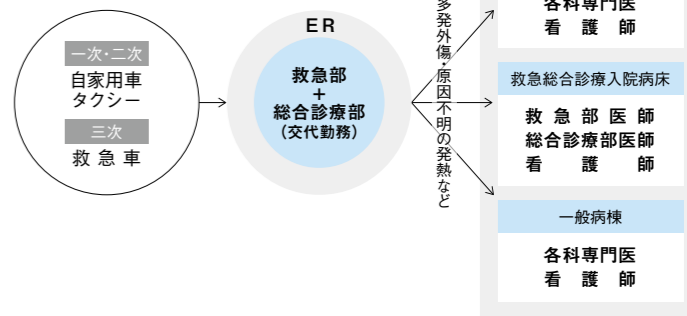 一次・二次
自家用車
タクシー
三次
救急車
ER
救急部
+
総合診療部
(交代勤務)
多発外傷・原因不明の発熱など
各科専門医
看護師
救急総合診療入院病床
救急部医師
総合診療部医師
看護師
一般病棟
各科専門医
看護師